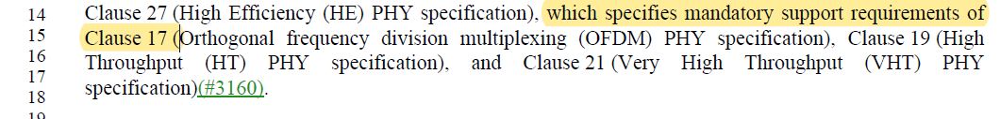 14 Clause 27 (High Efficiency (HE) PHY specification), which specifies mandatory support requirements of
15 Clause 17 (Orthogonal frequency division multiplexing (OFDM) PHY specification), Clause 19 (High
16 Throughput (HT) PHY specification), and Clause 21 (Very High Throughput (VHT) PHY
17
18 specification)(#3160).
19